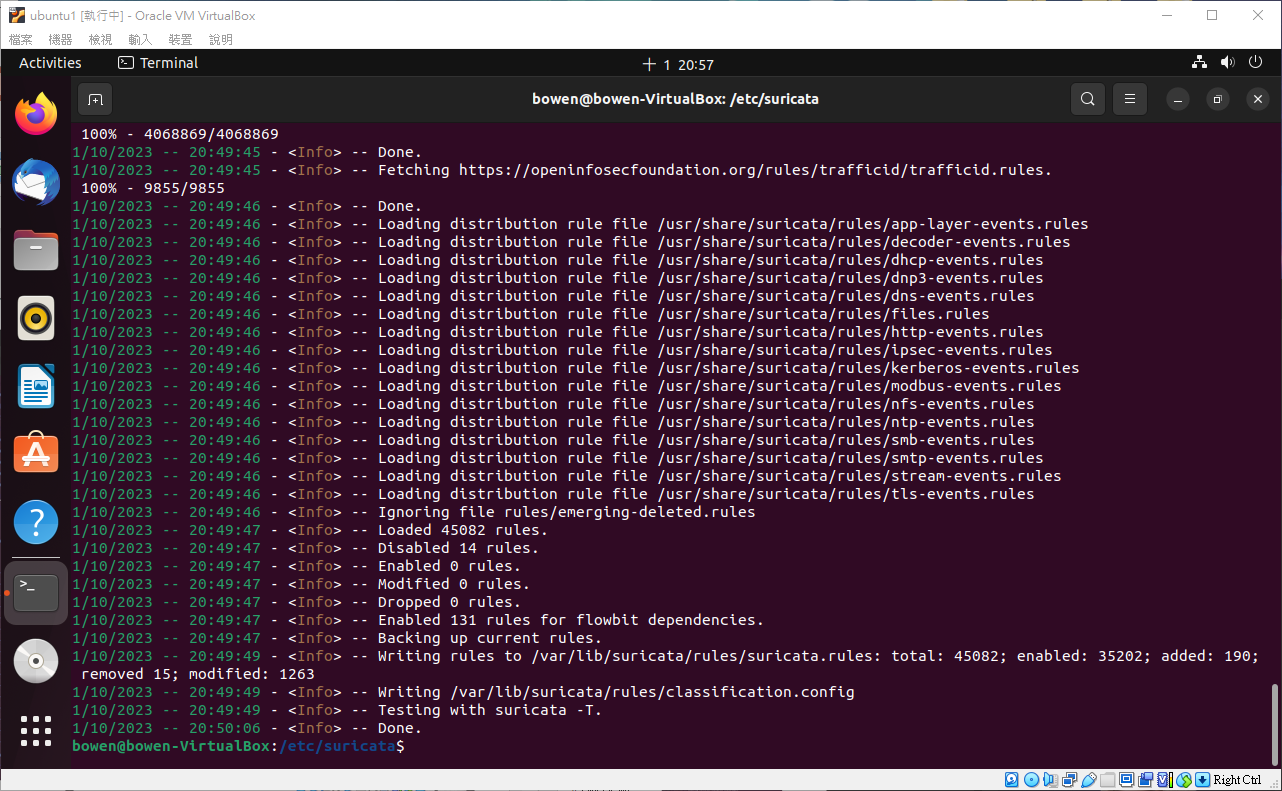 ubuntu1 [執行中] - Oracle VM VirtualBox
檔案 機器 檢視 輸入 裝置 說明
Activities Terminal 1 20:57
bowen@bowen-VirtualBox: /etc/suricata
100% - 4068869/4068869
1/10/2023 -- 20:49:45 - <Info> -- Done.
1/10/2023 -- 20:49:45 - <Info> -- Fetching https://openinfosecfoundation.org/rules/trafficid/trafficid.rules.
100% - 9855/9855
1/10/2023 -- 20:49:46 - <Info> -- Done.
1/10/2023 -- 20:49:46 - <Info> -- Loading distribution rule file /usr/share/suricata/rules/app-layer-events.rules
1/10/2023 -- 20:49:46 - <Info> -- Loading distribution rule file /usr/share/suricata/rules/decoder-events.rules
1/10/2023 -- 20:49:46 - <Info> -- Loading distribution rule file /usr/share/suricata/rules/dhcp-events.rules
1/10/2023 -- 20:49:46 - <Info> -- Loading distribution rule file /usr/share/suricata/rules/dnp3-events.rules
1/10/2023 -- 20:49:46 - <Info> -- Loading distribution rule file /usr/share/suricata/rules/dns-events.rules
1/10/2023 -- 20:49:46 - <Info> -- Loading distribution rule file /usr/share/suricata/rules/files.rules
1/10/2023 -- 20:49:46 - <Info> -- Loading distribution rule file /usr/share/suricata/rules/http-events.rules
1/10/2023 -- 20:49:46 - <Info> -- Loading distribution rule file /usr/share/suricata/rules/ipsec-events.rules
1/10/2023 -- 20:49:46 - <Info> -- Loading distribution rule file /usr/share/suricata/rules/kerberos-events.rules
1/10/2023 -- 20:49:46 - <Info> -- Loading distribution rule file /usr/share/suricata/rules/modbus-events.rules
1/10/2023 -- 20:49:46 - <Info> -- Loading distribution rule file /usr/share/suricata/rules/nfs-events.rules
1/10/2023 -- 20:49:46 - <Info> -- Loading distribution rule file /usr/share/suricata/rules/ntp-events.rules
1/10/2023 -- 20:49:46 - <Info> -- Loading distribution rule file /usr/share/suricata/rules/smb-events.rules
1/10/2023 -- 20:49:46 - <Info> -- Loading distribution rule file /usr/share/suricata/rules/smtp-events.rules
1/10/2023 -- 20:49:46 - <Info> -- Loading distribution rule file /usr/share/suricata/rules/stream-events.rules
1/10/2023 -- 20:49:46 - <Info> -- Loading distribution rule file /usr/share/suricata/rules/tls-events.rules
1/10/2023 -- 20:49:46 - <Info> -- Ignoring file rules/emerging-deleted.rules
1/10/2023 -- 20:49:47 - <Info> -- Loaded 45082 rules.
1/10/2023 -- 20:49:47 - <Info> -- Disabled 14 rules.
1/10/2023 -- 20:49:47 - <Info> -- Enabled 0 rules.
1/10/2023 -- 20:49:47 - <Info> -- Modified 0 rules.
1/10/2023 -- 20:49:47 - <Info> -- Dropped 0 rules.
1/10/2023 -- 20:49:47 - <Info> -- Enabled 131 rules for flowbit dependencies.
1/10/2023 -- 20:49:47 - <Info> -- Backing up current rules.
1/10/2023 -- 20:49:49 - <Info> -- Writing rules to /var/lib/suricata/rules/suricata.rules: total: 45082; enabled: 35202; added: 190;
removed 15; modified: 1263
1/10/2023 -- 20:49:49 - <Info> -- Writing /var/lib/suricata/rules/classification.config
1/10/2023 -- 20:49:49 - <Info> -- Testing with suricata -T.
1/10/2023 -- 20:50:06 - <Info> -- Done.
bowen@bowen-VirtualBox:/etc/suricata$
Right Ctrl